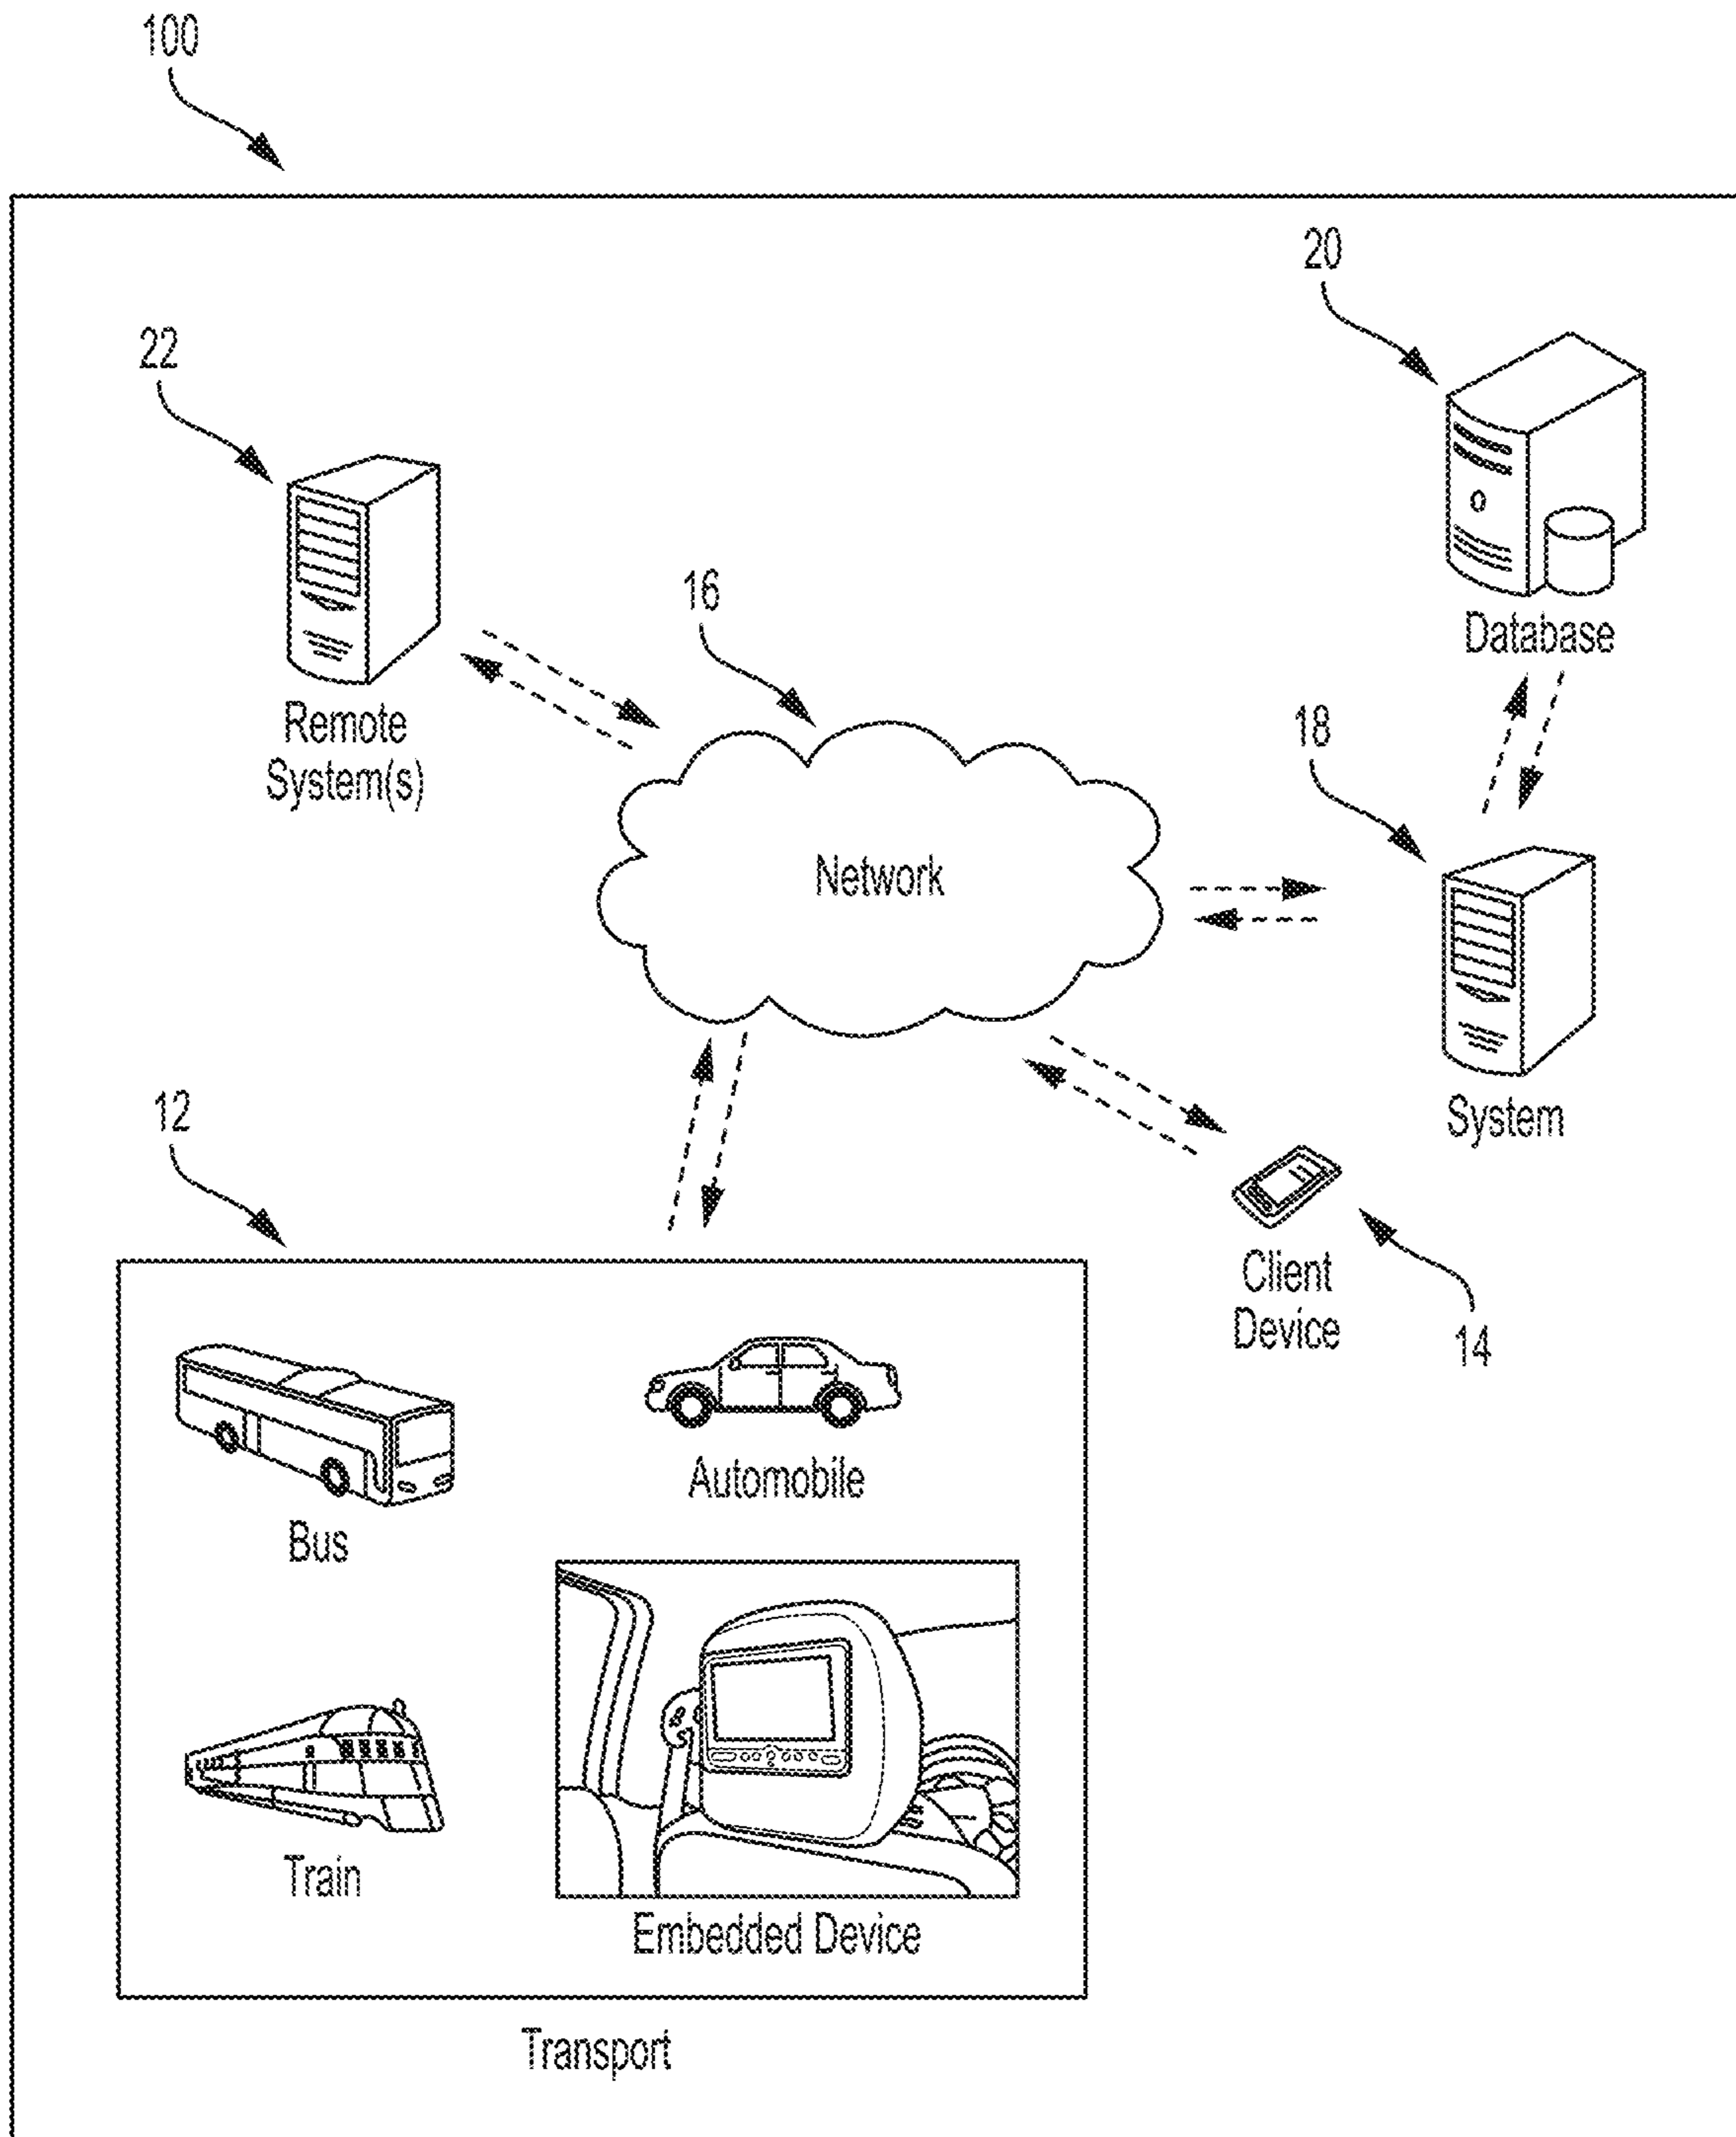 100
20
22
16
Database
Remote
System(s)
18
Network
12
System
Client
Device
14
Automobile
Bus
Train
Embedded Device
Transport